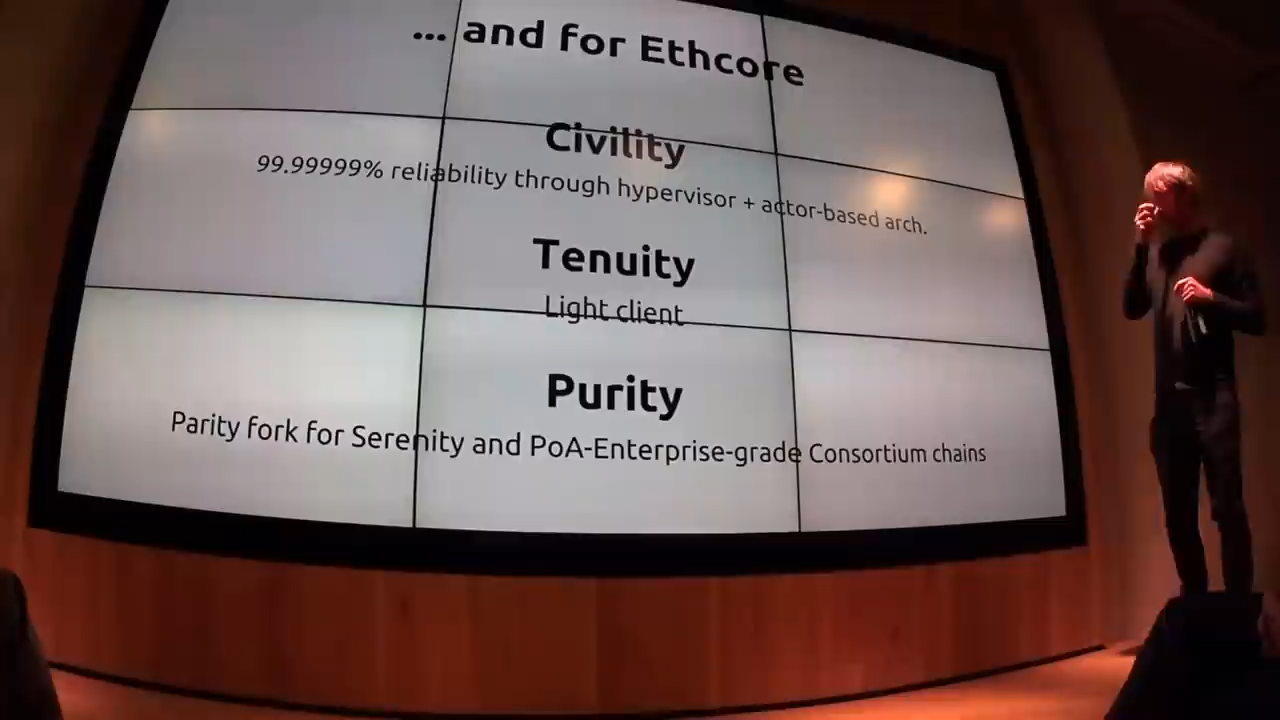 ... and for Ethcore
Civility
99.99999% reliability through hypervisor + actor-based arch.
Tenuity
Light client
Purity
Parity fork for Serenity and PoA-Enterprise-grade Consortium chains